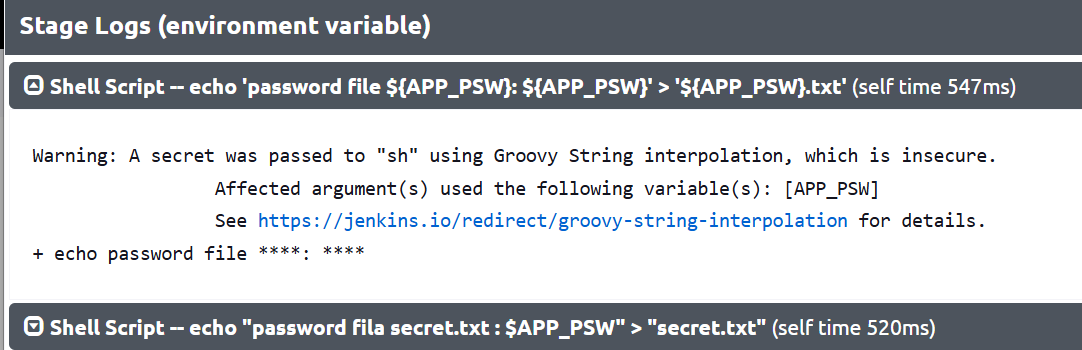 Stage Logs (environment variable)
Shell Script -- echo 'password file ${APP_PSW}: ${APP_PSW}' > '${APP_PSW}.txt' (self time 547ms)
Warning: A secret was passed to "sh" using Groovy String interpolation, which is insecure.
Affected argument(s) used the following variable(s): [APP_PSW]
See https://jenkins.io/redirect/groovy-string-interpolation for details.
+ echo password file ****: ****
Shell Script -- echo "password fila secret.txt : $APP_PSW" > "secret.txt" (self time 520ms)